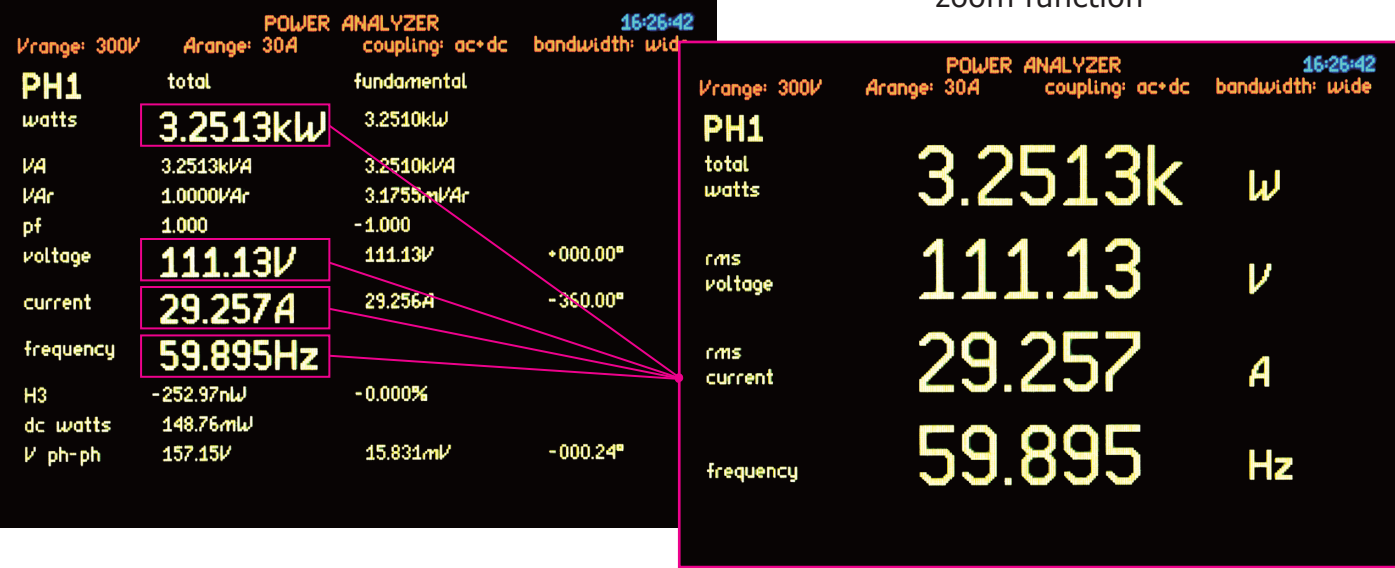 zoom function
POWER ANALYZER 16:26:42
Vrange: 300V Arange: 30A coupling: ac+dc bandwidth: wide
PH1 total fundamental
watts 3.2513kW 3.2510kW
VA 3.2513kVA 3.2510kVA
VAr 1.0000VAr 3.1755mVAr
pf 1.000 -1.000
voltage 111.13V 111.13V +000.00°
current 29.257A 29.256A -360.00°
frequency 59.895Hz
H3 -252.97nW -0.000%
dc watts 148.76mW
V ph-ph 157.15V 15.831mV -000.24°
POWER ANALYZER 16:26:42
Vrange: 300V Arange: 30A coupling: ac+dc bandwidth: wide
PH1
total
watts 3.2513k W
rms
voltage 111.13 V
rms
current 29.257 A
frequency 59.895 Hz